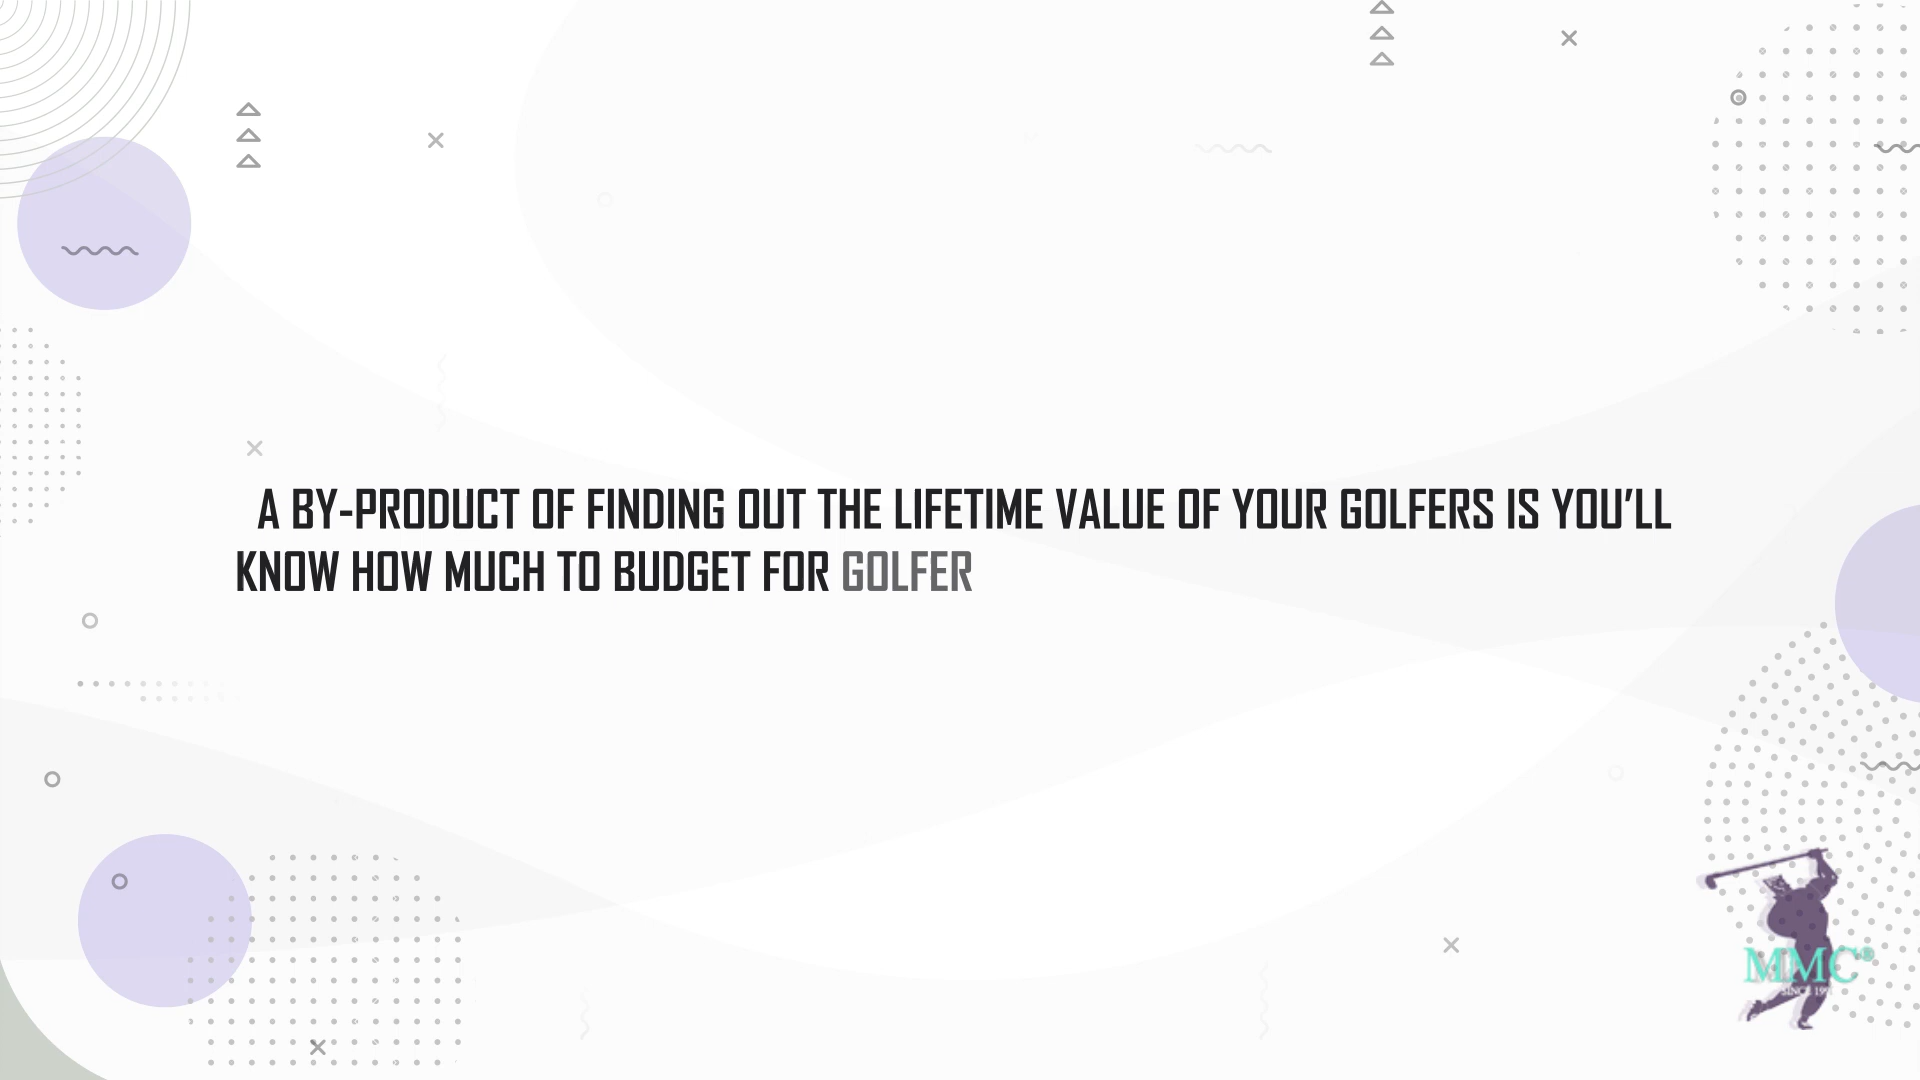 A BY-PRODUCT OF FINDING OUT THE LIFETIME VALUE OF YOUR GOLFERS IS YOU’LL
KNOW HOW MUCH TO BUDGET FOR GOLFER
MMC®
SINCE